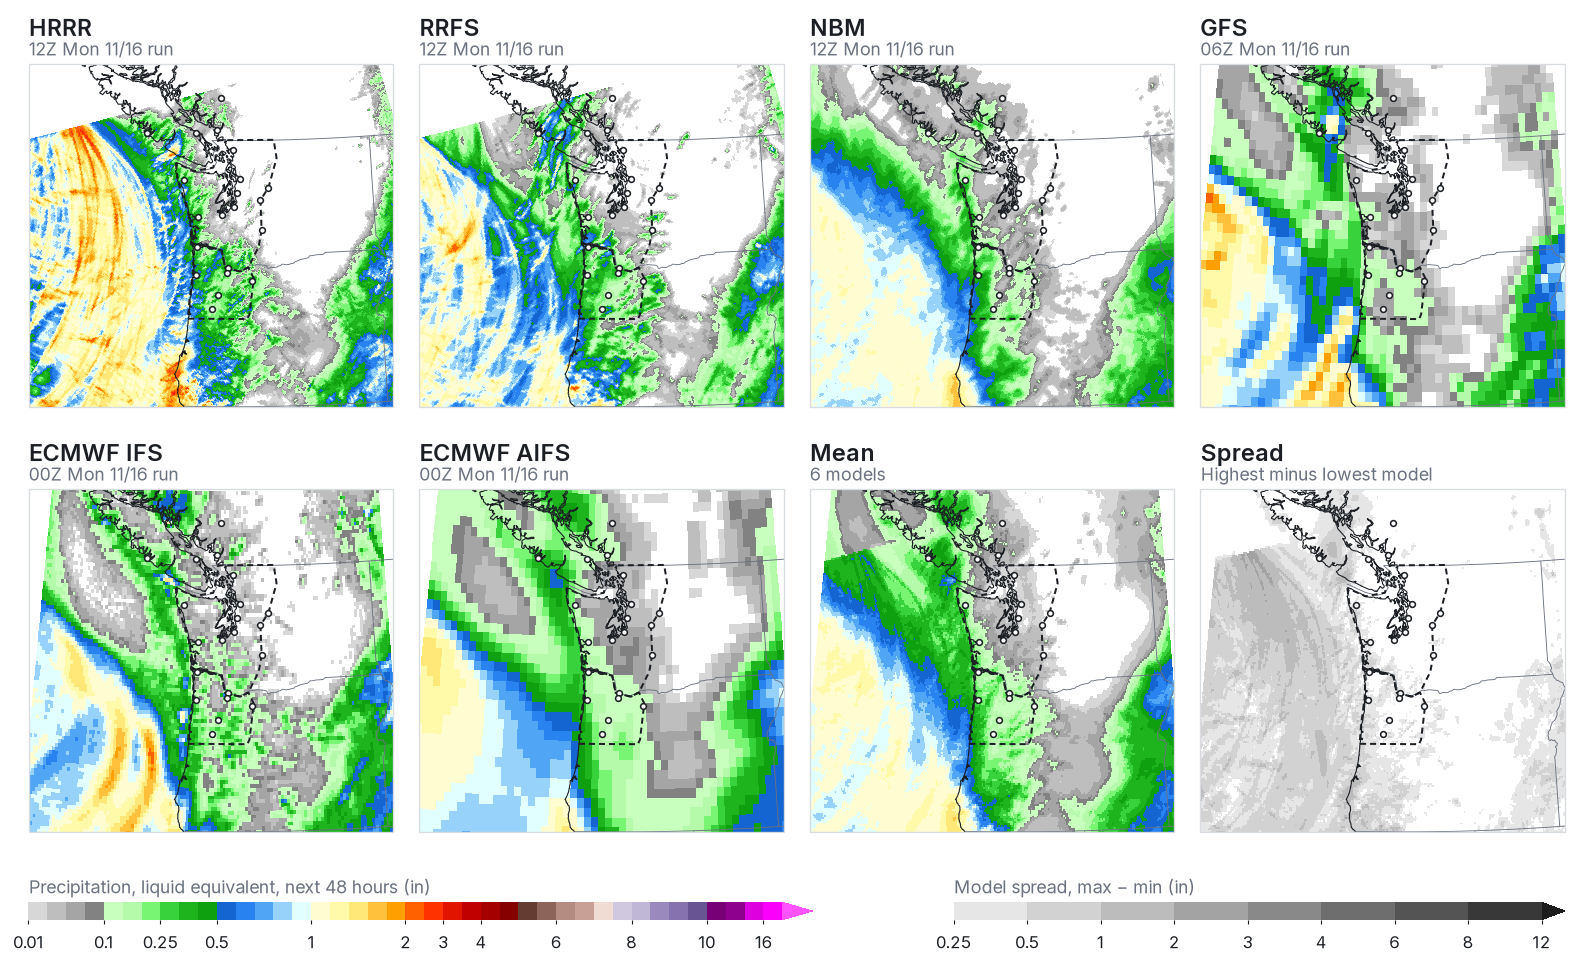 HRRR
12Z Mon 11/16 run
RRFS
12Z Mon 11/16 run
NBM
12Z Mon 11/16 run
GFS
06Z Mon 11/16 run
ECMWF IFS
00Z Mon 11/16 run
ECMWF AIFS
00Z Mon 11/16 run
Mean
6 models
Spread
Highest minus lowest model
Precipitation, liquid equivalent, next 48 hours (in)
0.01 0.1 0.25 0.5 1 2 3 4 6 8 10 16
Model spread, max − min (in)
0.25 0.5 1 2 3 4 6 8 12